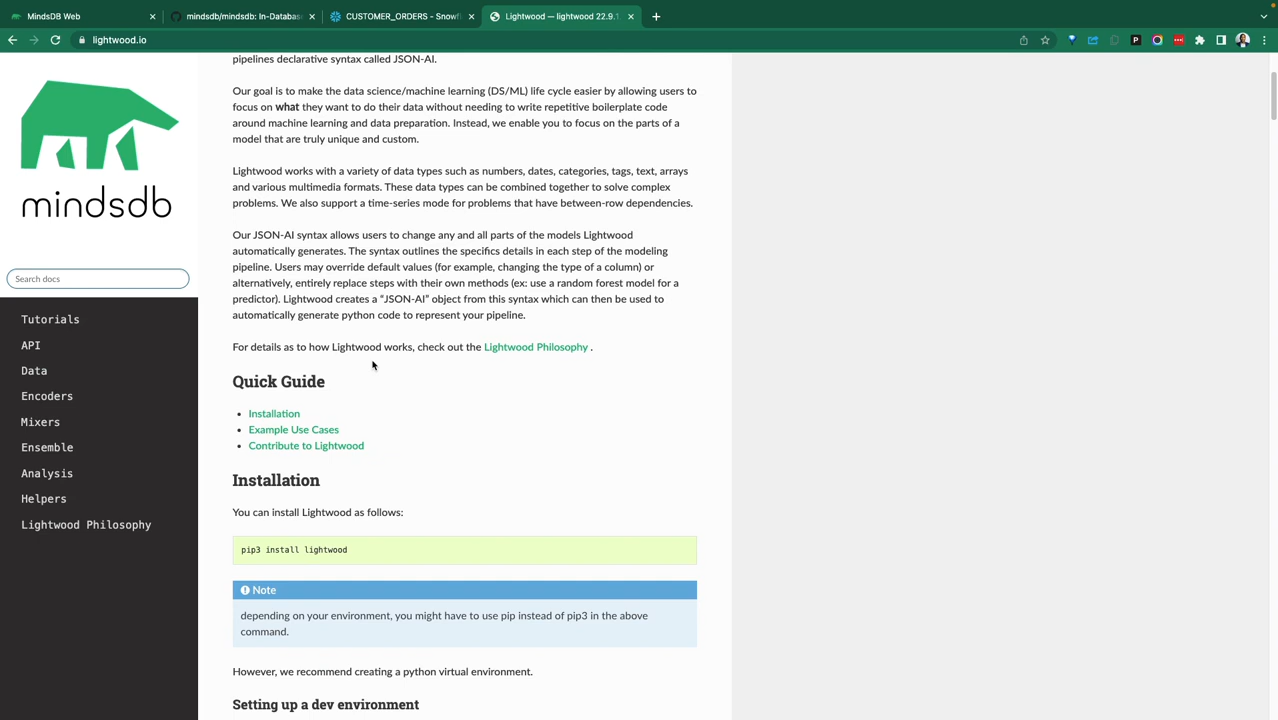 MindsDB Web
mindsdb/mindsdb: In-Databas
CUSTOMER_ORDERS - Snowfl
Lightwood — lightwood 22.9.1
lightwood.io
mindsdb
Search docs
Tutorials
API
Data
Encoders
Mixers
Ensemble
Analysis
Helpers
Lightwood Philosophy
pipelines declarative syntax called JSON-AI.
Our goal is to make the data science/machine learning (DS/ML) life cycle easier by allowing users to
focus on what they want to do their data without needing to write repetitive boilerplate code
around machine learning and data preparation. Instead, we enable you to focus on the parts of a
model that are truly unique and custom.
Lightwood works with a variety of data types such as numbers, dates, categories, tags, text, arrays
and various multimedia formats. These data types can be combined together to solve complex
problems. We also support a time-series mode for problems that have between-row dependencies.
Our JSON-AI syntax allows users to change any and all parts of the models Lightwood
automatically generates. The syntax outlines the specifics details in each step of the modeling
pipeline. Users may override default values (for example, changing the type of a column) or
alternatively, entirely replace steps with their own methods (ex: use a random forest model for a
predictor). Lightwood creates a “JSON-AI” object from this syntax which can then be used to
automatically generate python code to represent your pipeline.
For details as to how Lightwood works, check out the Lightwood Philosophy .
Quick Guide
• Installation
• Example Use Cases
• Contribute to Lightwood
Installation
You can install Lightwood as follows:
pip3 install lightwood
Note
depending on your environment, you might have to use pip instead of pip3 in the above
command.
However, we recommend creating a python virtual environment.
Setting up a dev environment